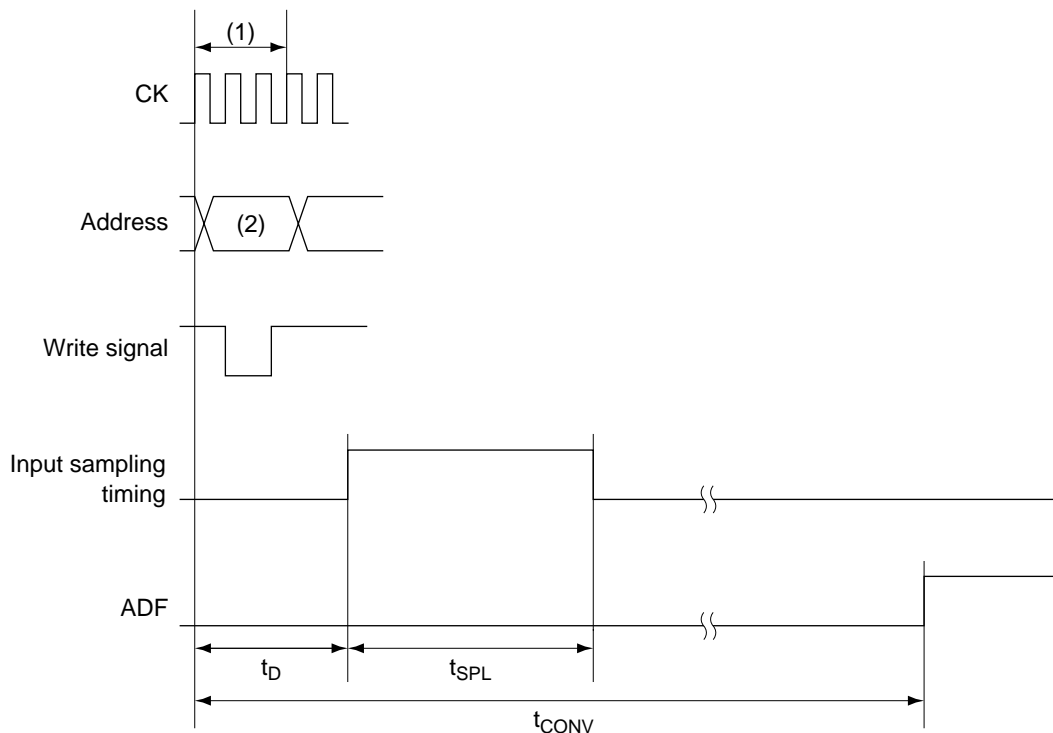 (1)
CK
Address
(2)
Write signal
Input sampling
timing
ADF
tD
tSPL
tCONV